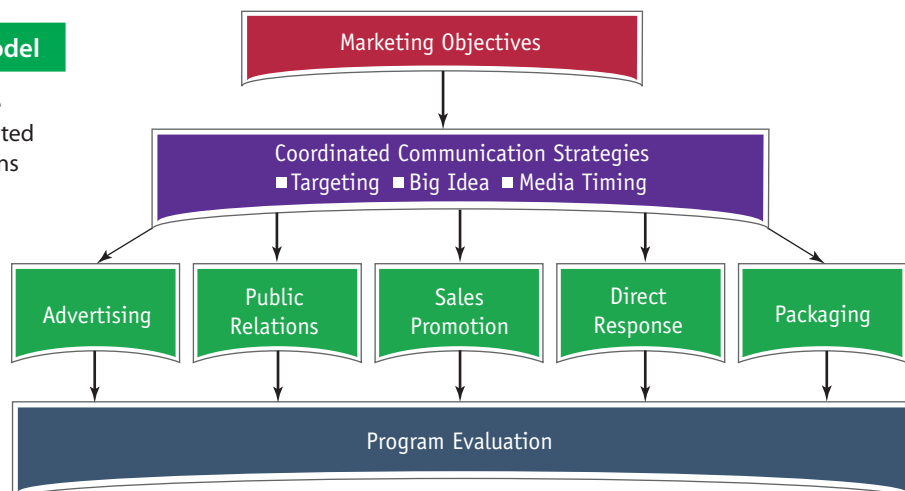 Marketing Objectives
odel
ted
ns
Coordinated Communication Strategies
■ Targeting ■ Big Idea ■ Media Timing
Advertising
Public
Relations
Sales
Promotion
Direct
Response
Packaging
Program Evaluation